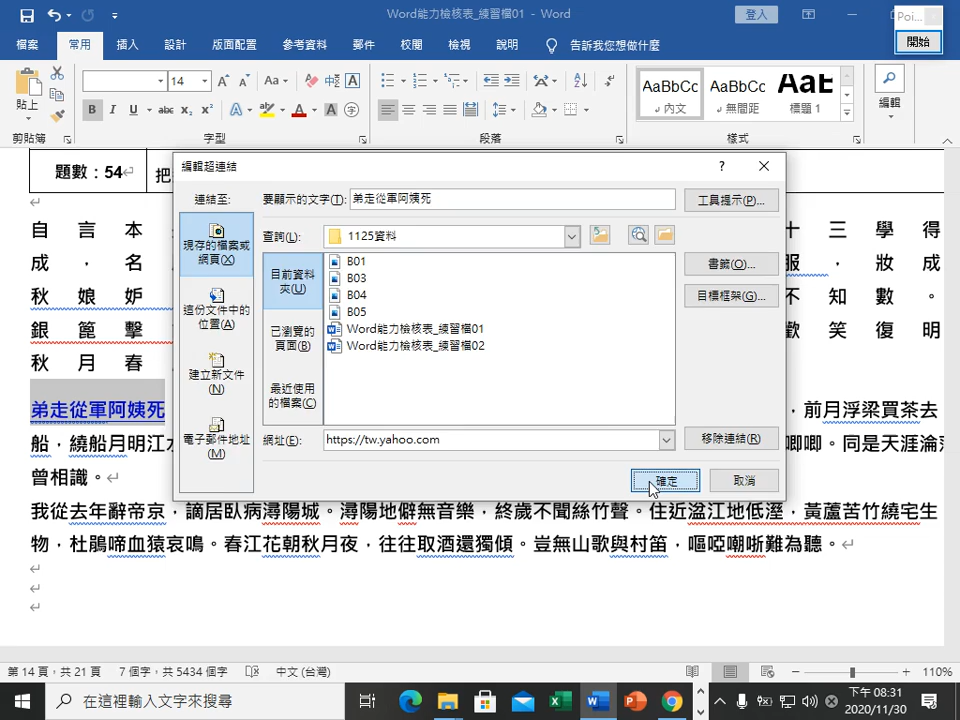 Word能力檢核表_練習檔01 - Word
登入
Poi...
開始
檔案 常用 插入 設計 版面配置 參考資料 郵件 校閱 檢視 說明 告訴我您想做什麼
貼上
14
AaBbCc AaBbCc AaE
內文 無間距 標題 1
編輯
剪貼簿 字型 段落 樣式
題數：54 把
編輯超連結
連結至:
要顯示的文字(T): 弟走從軍阿姨死
工具提示(P)...
現存的檔案或網頁(X)
這份文件中的位置(A)
建立新文件(N)
電子郵件地址(M)
查詢(L): 1125資料
目前資料夾(U)
已瀏覽的頁面(B)
最近使用的檔案(C)
B01
B03
B04
B05
Word能力檢核表_練習檔01
Word能力檢核表_練習檔02
書籤(O)...
目標框架(G)...
網址(E): https://tw.yahoo.com
移除連結(R)
確定 取消
自言本 十三學得
成，名 服，妝成
秋娘妒 不知數。
銀篦擊 歡笑復明
秋月春
弟走從軍阿姨死 ，前月浮梁買茶去
船，繞船月明江 唧唧。同是天涯淪
曾相識。
我從去年辭帝京，謫居臥病潯陽城。潯陽地僻無音樂，終歲不聞絲竹聲。住近湓江地低溼，黃蘆苦竹繞宅生
物，杜鵑啼血猿哀鳴。春江花朝秋月夜，往往取酒還獨傾。豈無山歌與村笛，嘔啞嘲哳難為聽。
第 14 頁，共 21 頁 7 個字，共 5434 個字 中文 (台灣) 110%
在這裡輸入文字來搜尋
下午 08:31
2020/11/30